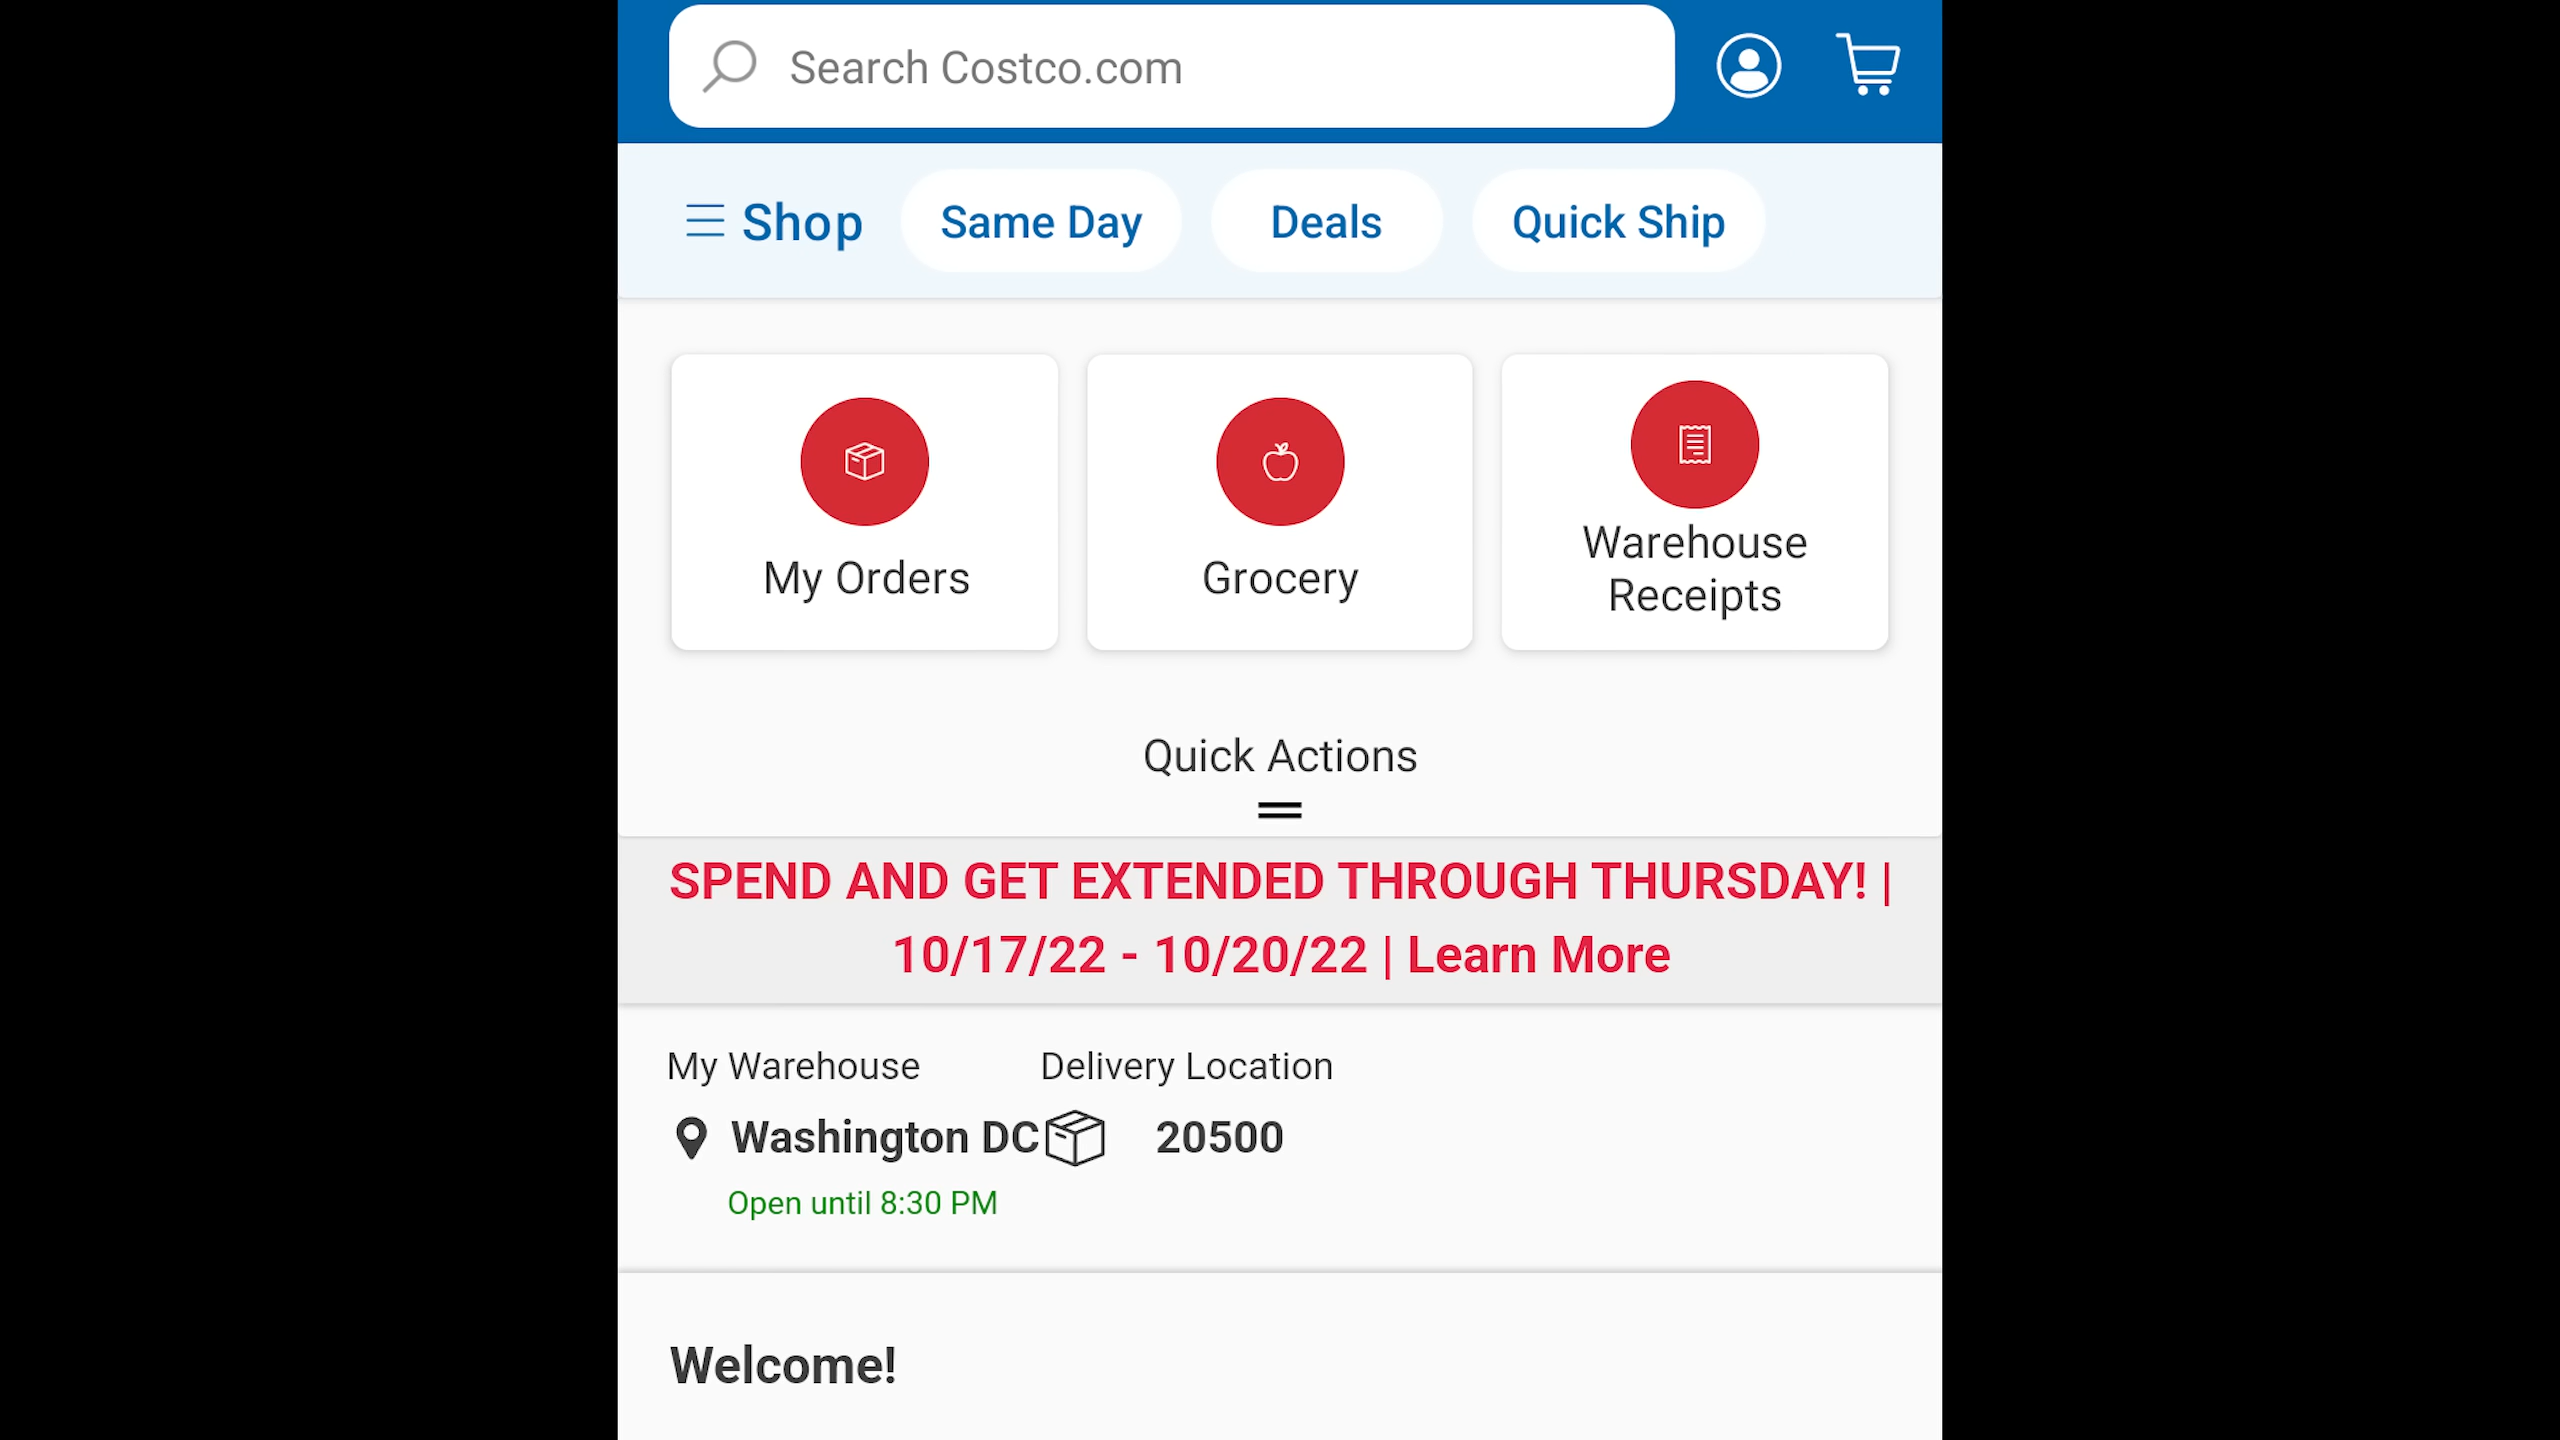 Search Costco.com
Shop
Same Day
Deals
Quick Ship
My Orders
Grocery
Warehouse
Receipts
Quick Actions
SPEND AND GET EXTENDED THROUGH THURSDAY! |
10/17/22 - 10/20/22 | Learn More
My Warehouse
Delivery Location
Washington DC
20500
Open until 8:30 PM
Welcome!